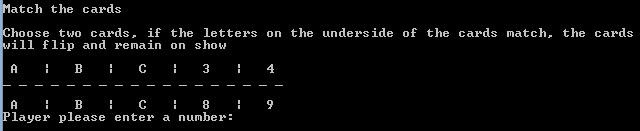 Match the cards
Choose two cards, if the letters on the underside of the cards match, the cards
will flip and remain on show
A ¦ B ¦ C ¦ 3 ¦ 4
_ _ _ _ _ _ _ _ _ _ _ _ _ _ _ _ _ _
A ¦ B ¦ C ¦ 8 ¦ 9
Player please enter a number: